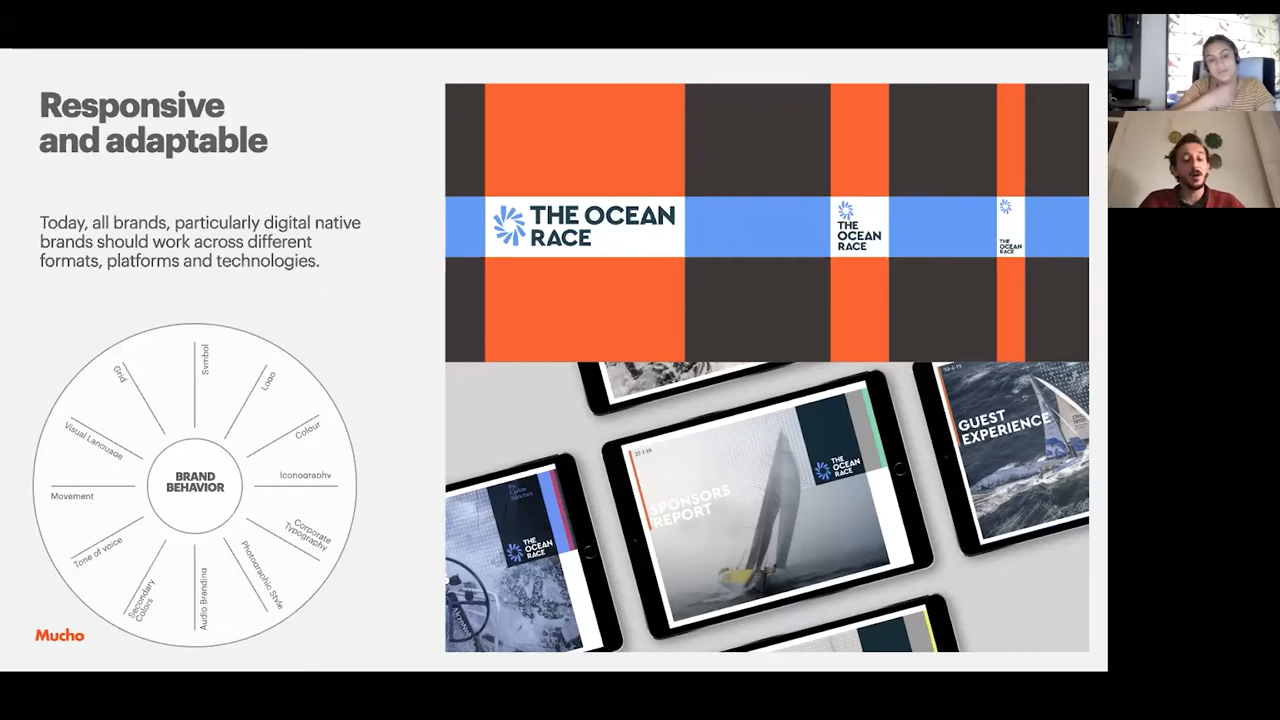 Responsive
and adaptable
Today, all brands, particularly digital native
brands should work across different
formats, platforms and technologies.
Symbol
Logo
Colour
Iconography
Corporate
Typography
Photographic Style
Audio Branding
Secondary
Colors
Tone of voice
Movement
Visual Language
Grid
BRAND
BEHAVIOR
Mucho
THE OCEAN
RACE
THE
OCEAN
RACE
THE
OCEAN
RACE
By:
Carlos
Sánchez
THE
OCEAN
RACE
SPONSORS
REPORT
THE
OCEAN
RACE
GUEST
EXPERIENCE